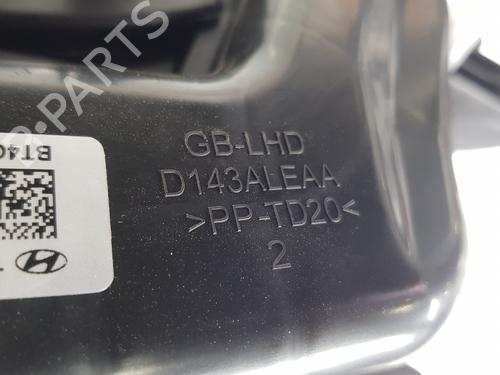 GB-LHD
D143ALEAA
>PP-TD20<
2
BT4
PARTS